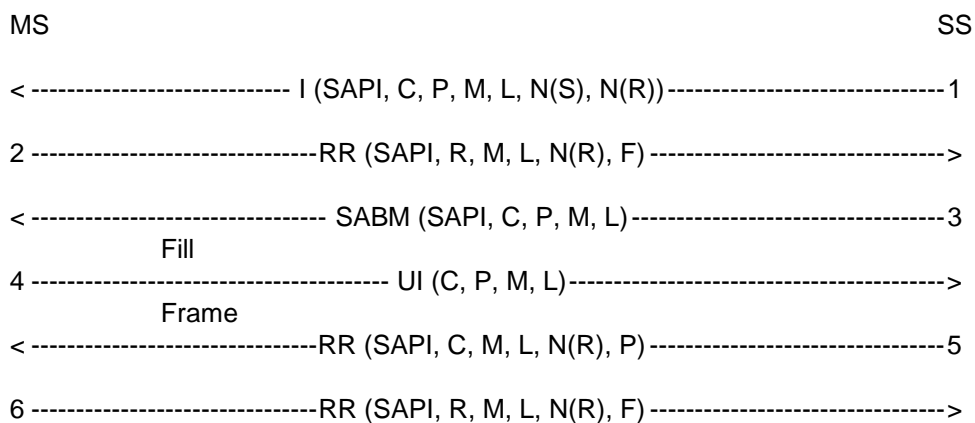 MS SS
< ----------------------------- I (SAPI, C, P, M, L, N(S), N(R))------------------------------- 1
2 --------------------------------RR (SAPI, R, M, L, N(R), F) --------------------------------->
< --------------------------------- SABM (SAPI, C, P, M, L)----------------------------------- 3
Fill
4 ---------------------------------------- UI (C, P, M, L)------------------------------------------>
Frame
< --------------------------------RR (SAPI, C, M, L, N(R), P) ---------------------------------5
6 --------------------------------RR (SAPI, R, M, L, N(R), F) --------------------------------->